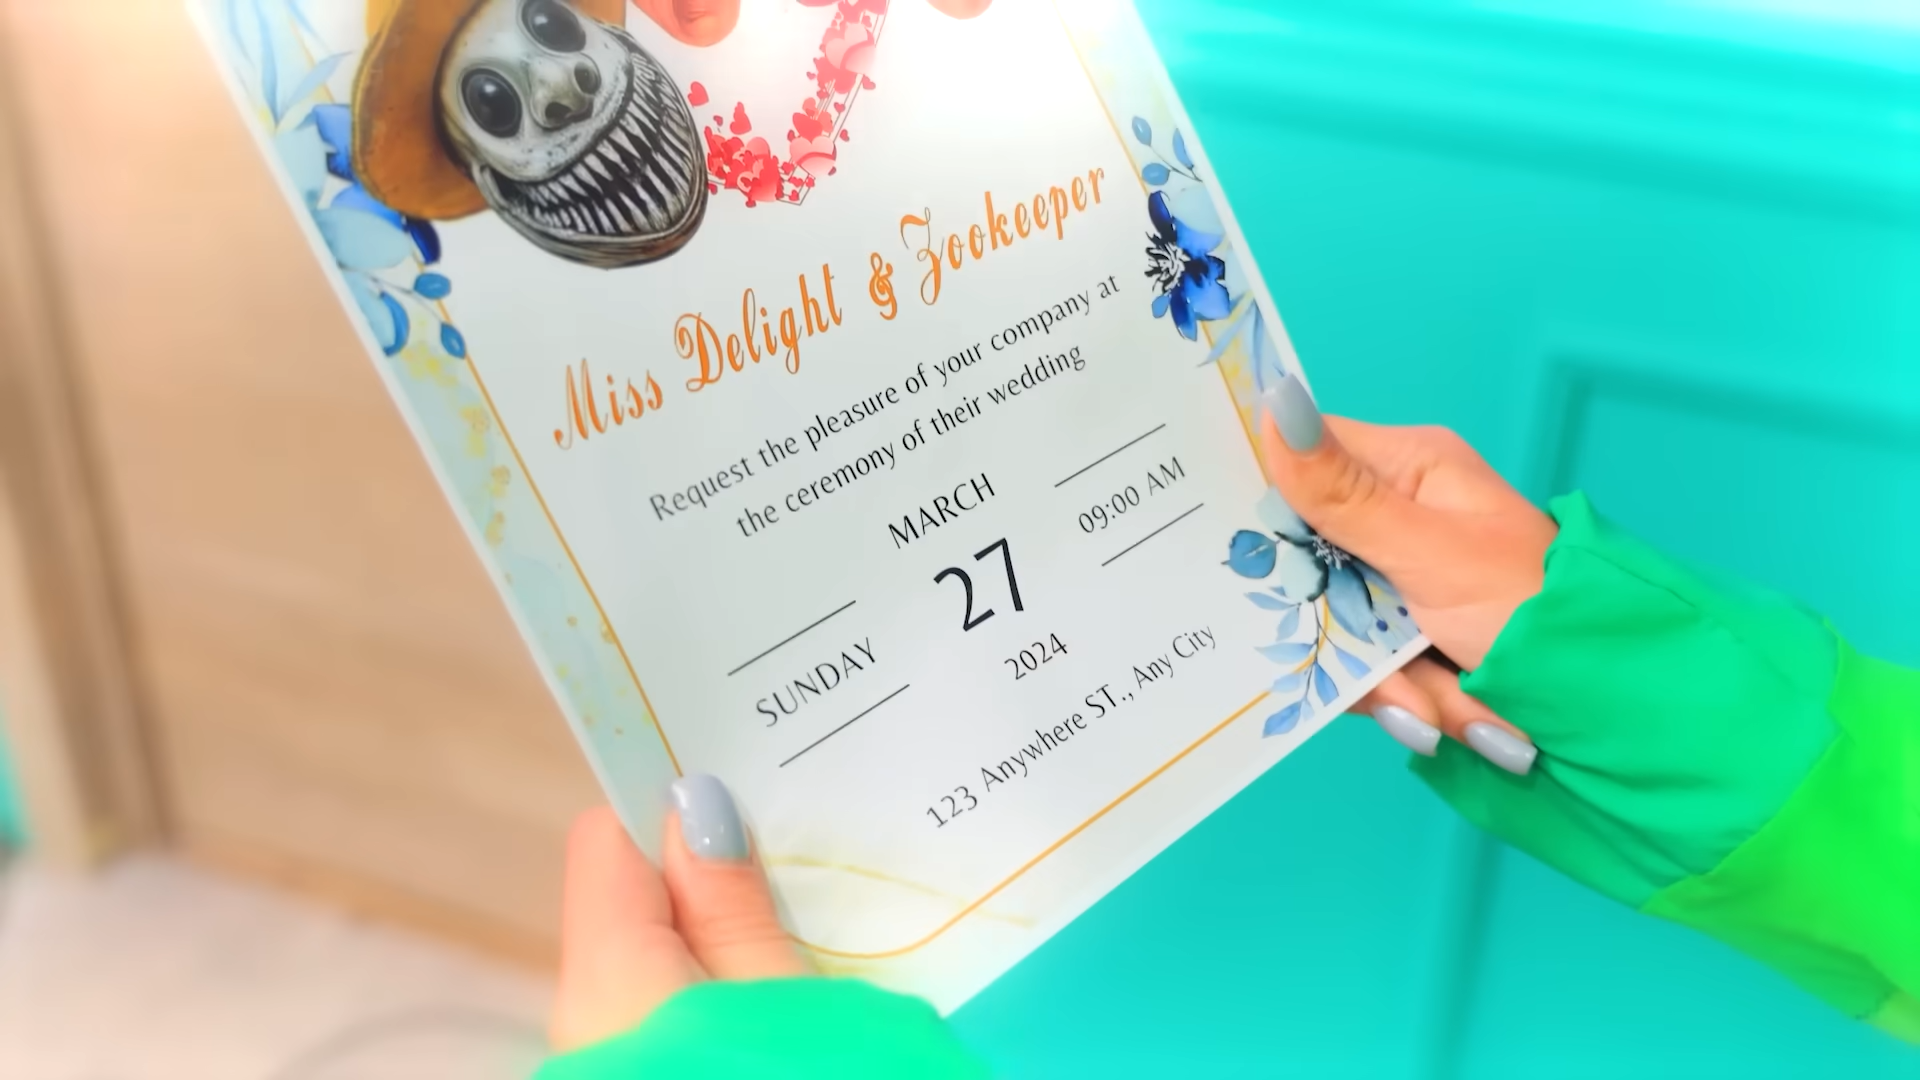 Miss Delight & Zookeeper
Request the pleasure of your company at
the ceremony of their wedding
MARCH
SUNDAY
27
09:00 AM
2024
123 Anywhere ST., Any City